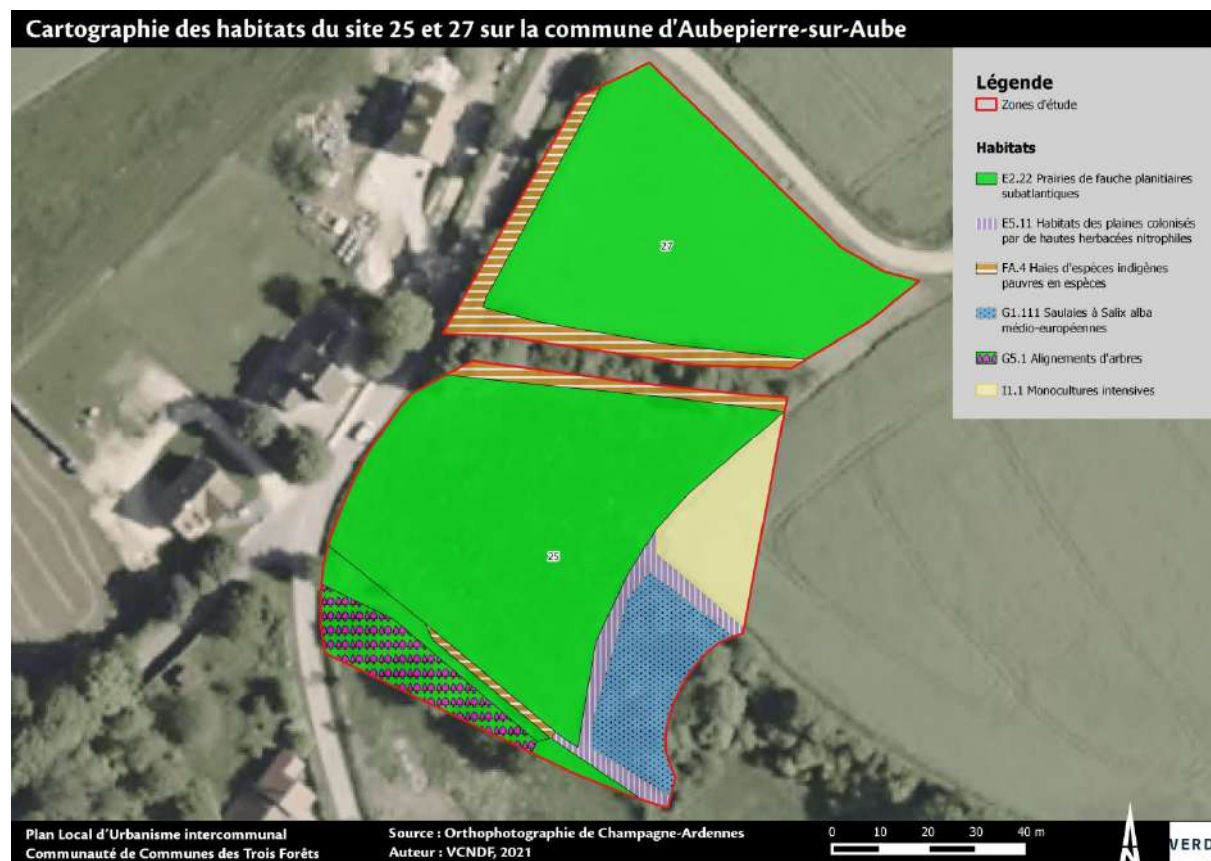 Cartographie des habitats du site 25 et 27 sur la commune d'Aubepierre-sur-Aube
Légende
Zones d'étude
Habitats
E2.22 Prairies de fauche planitiaires
subatlantiques
E5.11 Habitats des plaines colonisés
par de hautes herbacées nitrophiles
FA.4 Haies d'espèces indigènes
pauvres en espèces
G1.111 Saulaies à Salix alba
médio-européennes
G5.1 Alignements d'arbres
I1.1 Monocultures intensives
27
25
Plan Local d'Urbanisme intercommunal
Communauté de Communes des Trois Forêts
Source : Orthophotographie de Champagne-Ardennes
Auteur : VCNDF, 2021
0 10 20 30 40 m
VERD